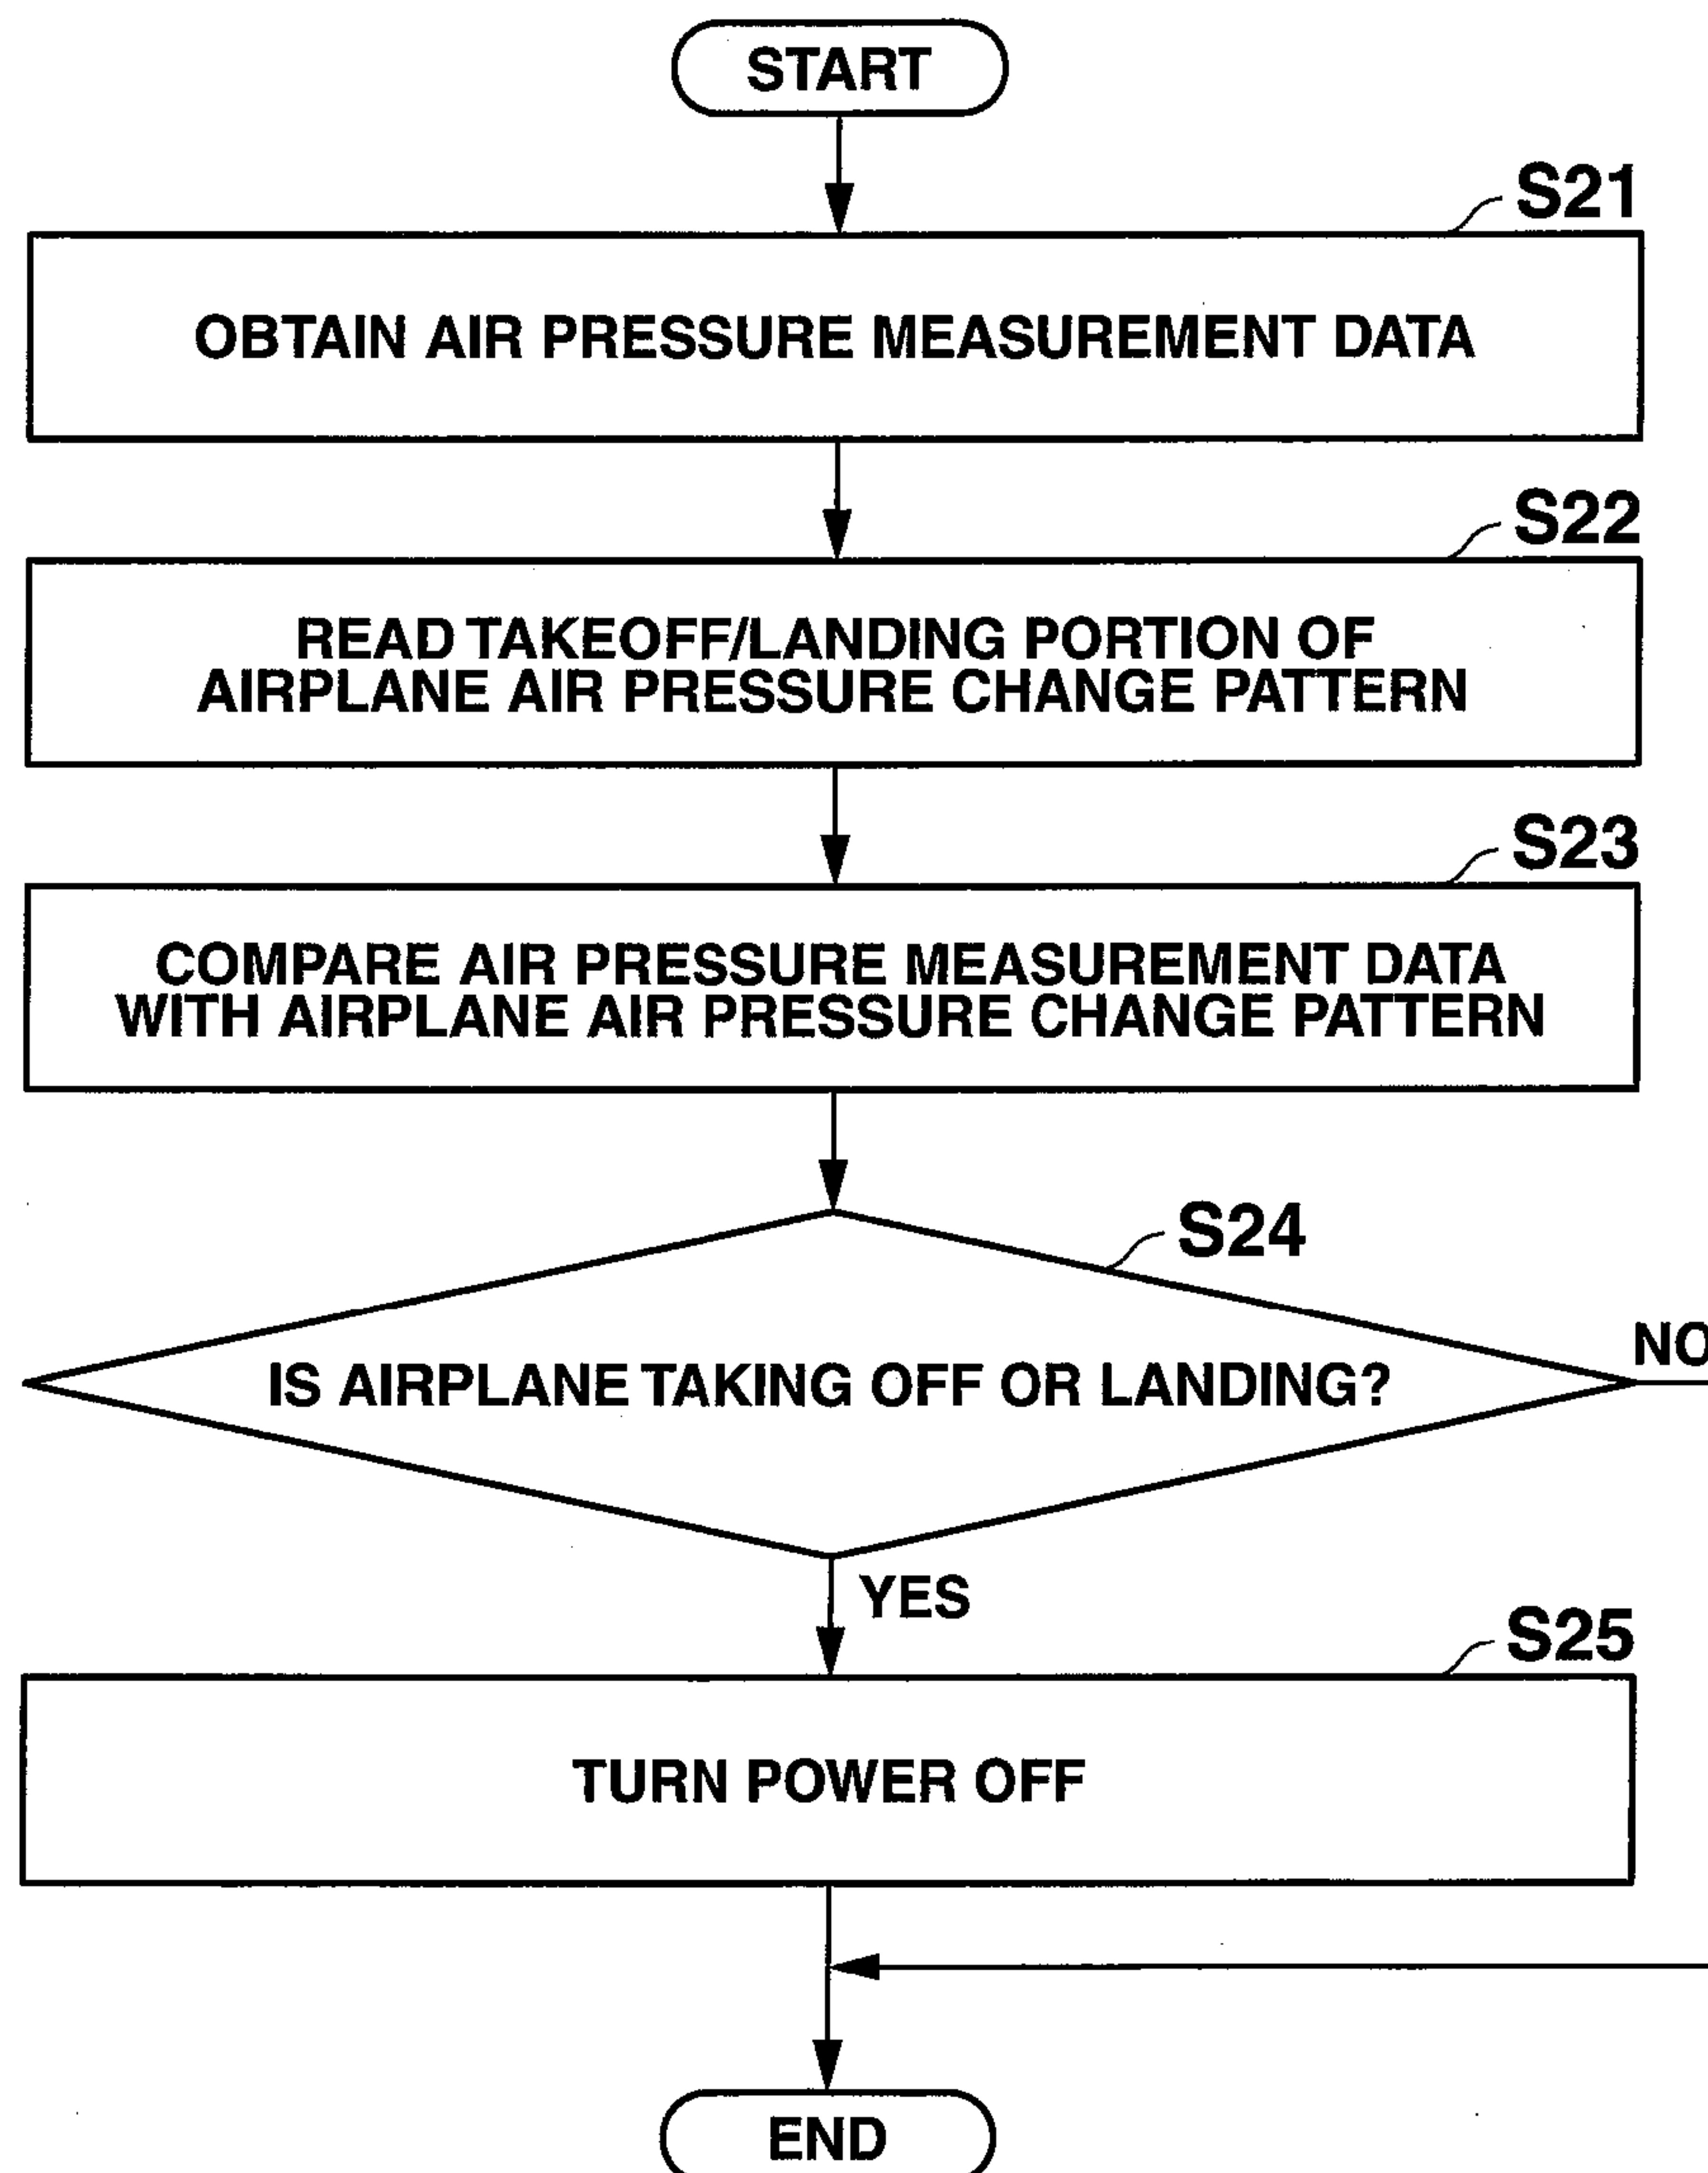 START
S21
OBTAIN AIR PRESSURE MEASUREMENT DATA
S22
READ TAKEOFF/LANDING PORTION OF
AIRPLANE AIR PRESSURE CHANGE PATTERN
S23
COMPARE AIR PRESSURE MEASUREMENT DATA
WITH AIRPLANE AIR PRESSURE CHANGE PATTERN
S24
IS AIRPLANE TAKING OFF OR LANDING?
NO
YES
S25
TURN POWER OFF
END